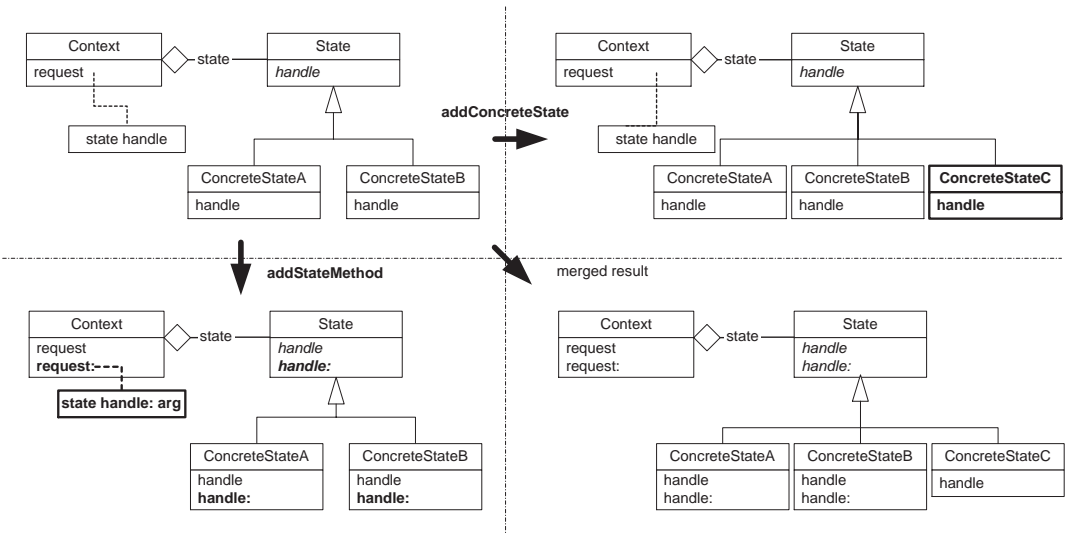 Context
state
State
request
handle
state handle
ConcreteStateA
ConcreteStateB
handle
handle
addConcreteState
Context
state
State
request
handle
state handle
ConcreteStateA
ConcreteStateB
ConcreteStateC
handle
handle
handle
addStateMethod
merged result
Context
state
State
request
request:
handle
handle:
state handle: arg
ConcreteStateA
ConcreteStateB
handle
handle:
handle
handle:
Context
state
State
request
request:
handle
handle:
ConcreteStateA
ConcreteStateB
ConcreteStateC
handle
handle:
handle
handle:
handle